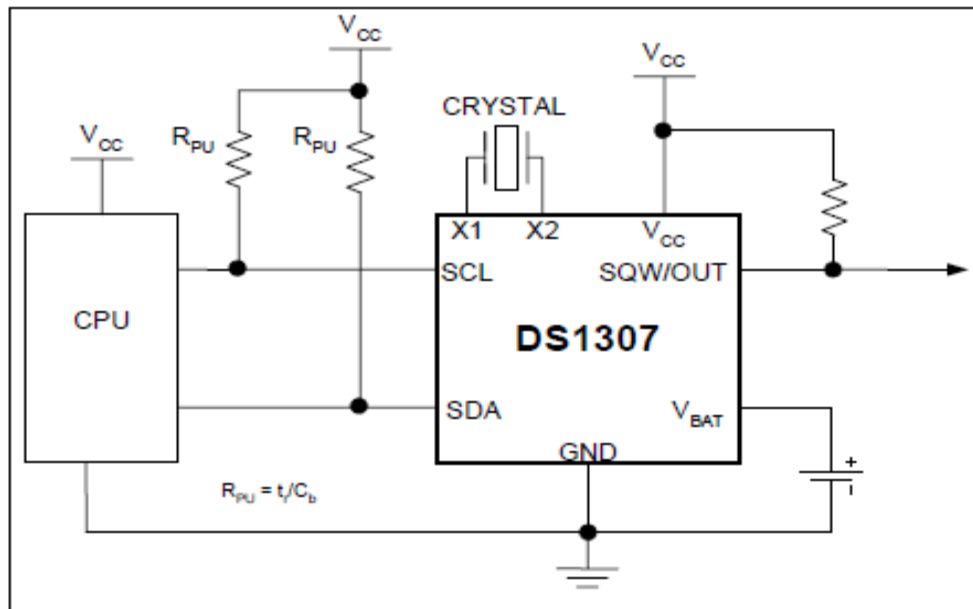 VCC
VCC
CRYSTAL
VCC
RPU
RPU
X1
X2
VCC
SCL
SQW/OUT
CPU
DS1307
SDA
VBAT
GND
+
RPU = tr/Cb